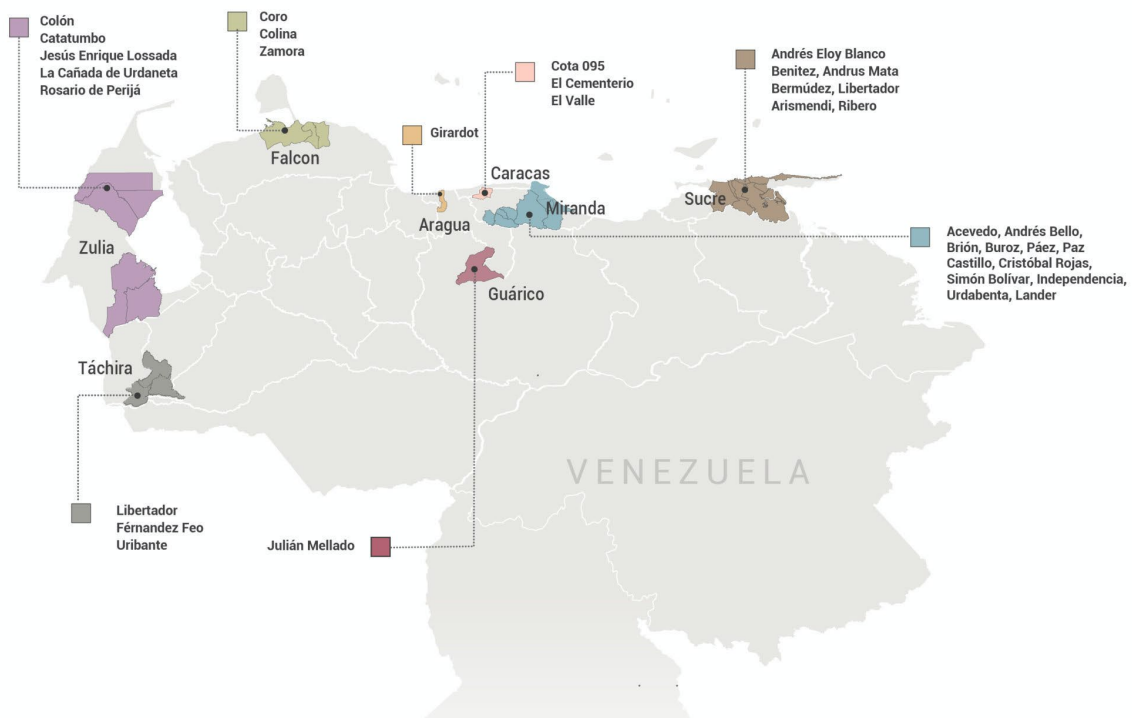 Colón
Catatumbo
Jesús Enrique Lossada
La Cañada de Urdaneta
Rosario de Perijá
Coro
Colina
Zamora
Cota 095
El Cementerio
El Valle
Andrés Eloy Blanco
Benitez, Andrus Mata
Bermúdez, Libertador
Arismendi, Ribero
Girardot
Falcon
Caracas
Aragua
Miranda
Sucre
Zulia
Guárico
Acevedo, Andrés Bello,
Brión, Buroz, Páez, Paz
Castillo, Cristóbal Rojas,
Simón Bolívar, Independencia,
Urdabenta, Lander
Táchira
VENEZUELA
Libertador
Férnandez Feo
Uribante
Julián Mellado